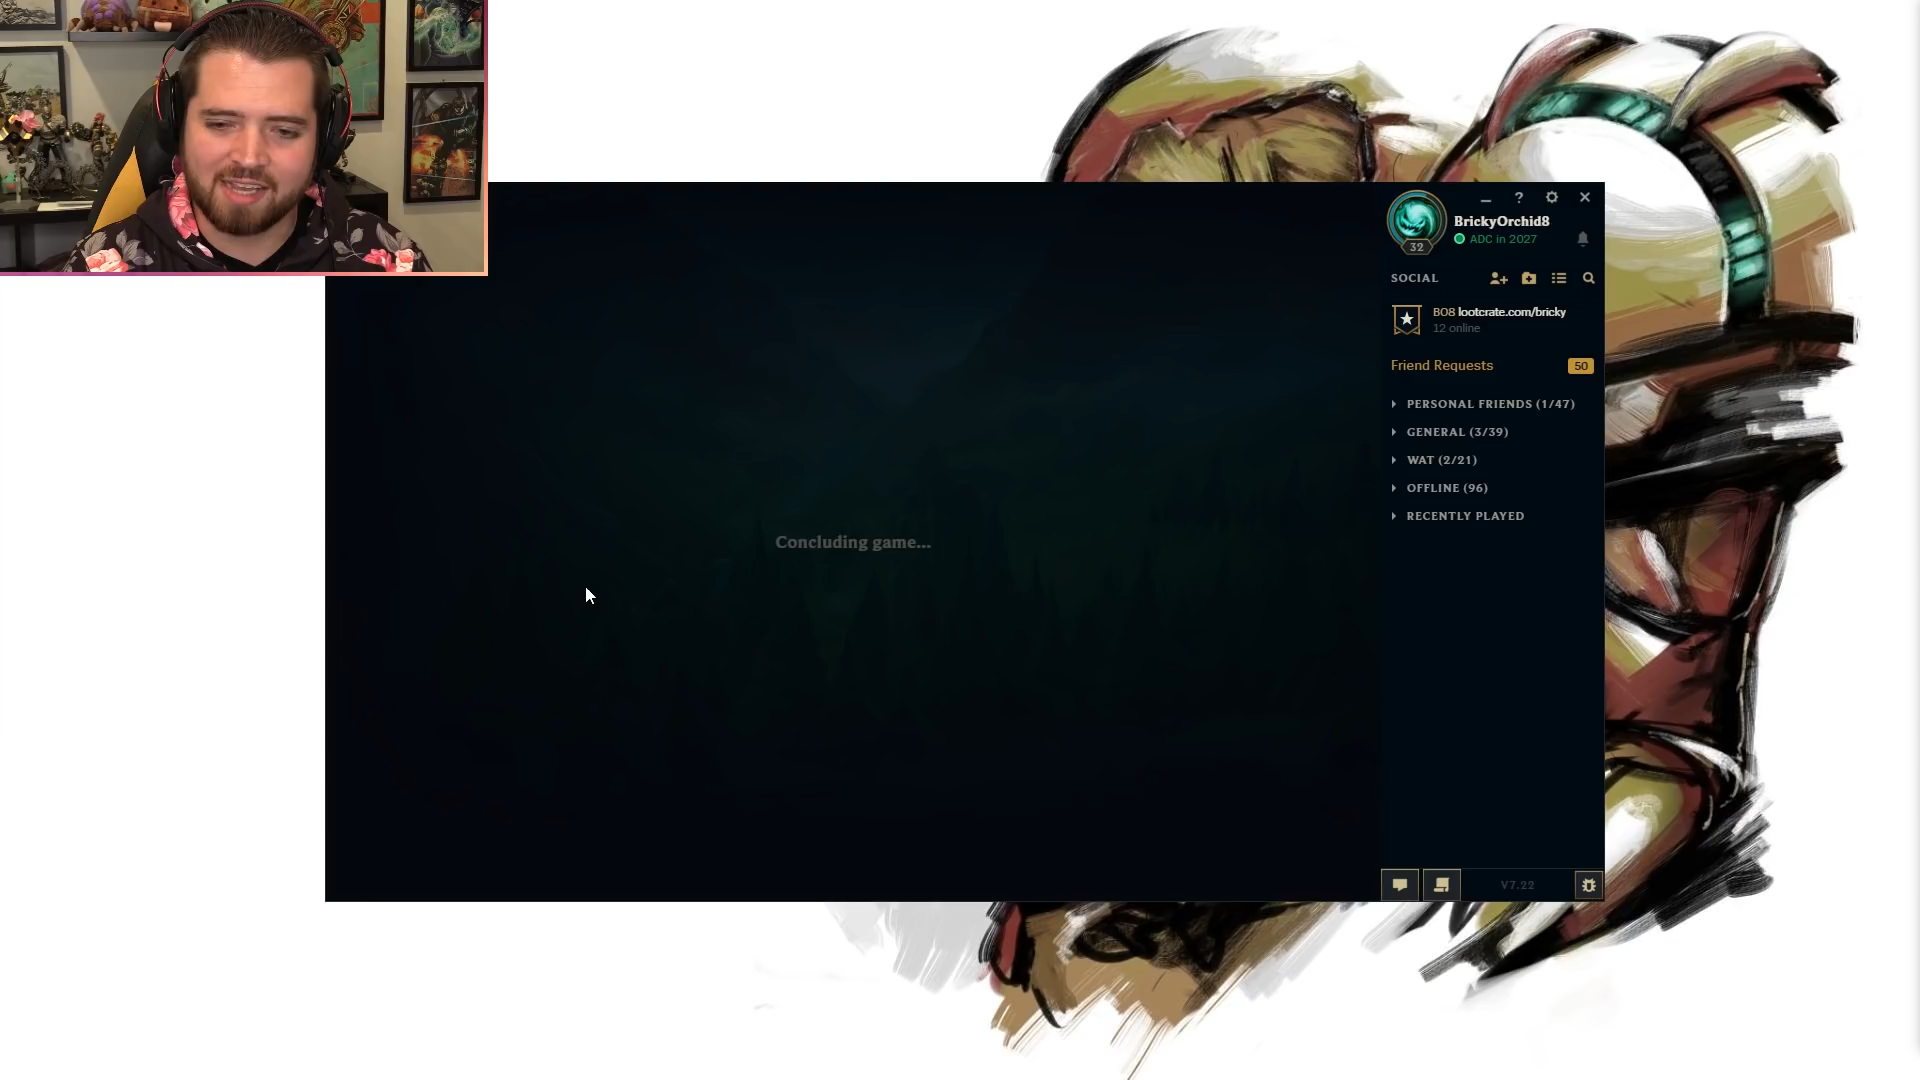 BrickyOrchid8
ADC in 2027
32
SOCIAL
BO8 lootcrate.com/bricky
12 online
Friend Requests
50
PERSONAL FRIENDS (1/47)
GENERAL (3/39)
WAT (2/21)
OFFLINE (96)
RECENTLY PLAYED
Concluding game...
V7.22